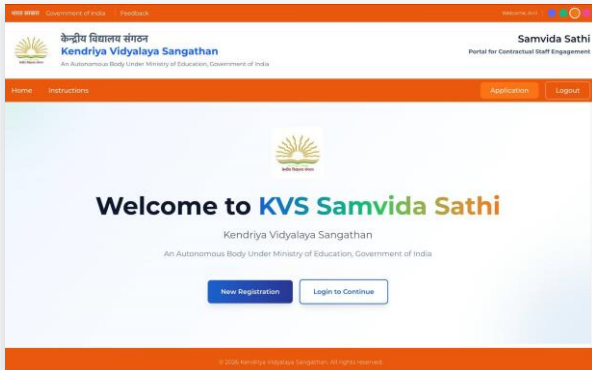 भारत सरकार Government of India | Feedback
केन्द्रीय विद्यालय संगठन
Kendriya Vidyalaya Sangathan
An Autonomous Body Under Ministry of Education, Government of India
Samvida Sathi
Portal for Contractual Staff Engagement
Home Instructions Application Logout
केन्द्रीय विद्यालय संगठन
Welcome to KVS Samvida Sathi
Kendriya Vidyalaya Sangathan
An Autonomous Body Under Ministry of Education, Government of India
New Registration Login to Continue
© 2026 Kendriya Vidyalaya Sangathan. All rights reserved.